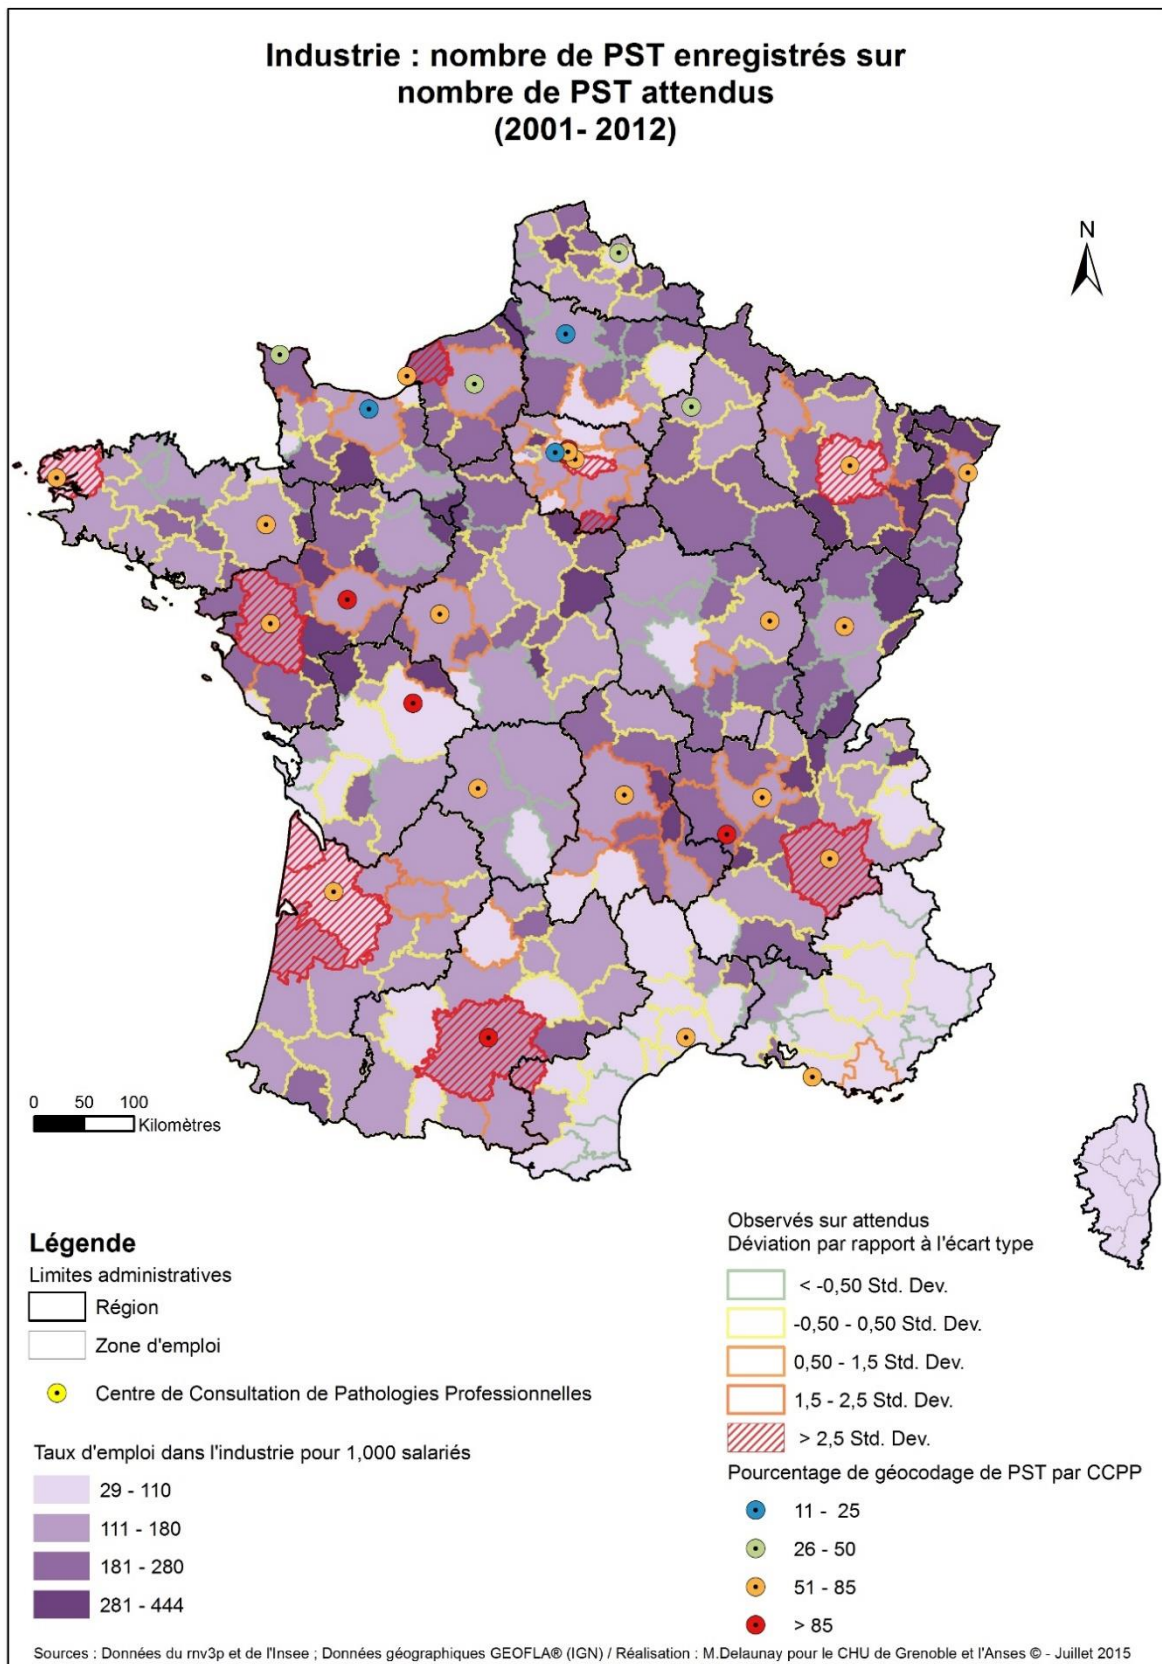 Industrie : nombre de PST enregistrés sur
nombre de PST attendus
(2001- 2012)
N
0 50 100
Kilomètres
Légende
Limites administratives
Région
Zone d'emploi
Centre de Consultation de Pathologies Professionnelles
Taux d'emploi dans l'industrie pour 1,000 salariés
29 - 110
111 - 180
181 - 280
281 - 444
Observés sur attendus
Déviation par rapport à l'écart type
< -0,50 Std. Dev.
-0,50 - 0,50 Std. Dev.
0,50 - 1,5 Std. Dev.
1,5 - 2,5 Std. Dev.
> 2,5 Std. Dev.
Pourcentage de géocodage de PST par CCPP
11 - 25
26 - 50
51 - 85
> 85
Sources : Données du rnv3p et de l'Insee ; Données géographiques GEOFLA® (IGN) / Réalisation : M.Delaunay pour le CHU de Grenoble et l'Anses © - Juillet 2015